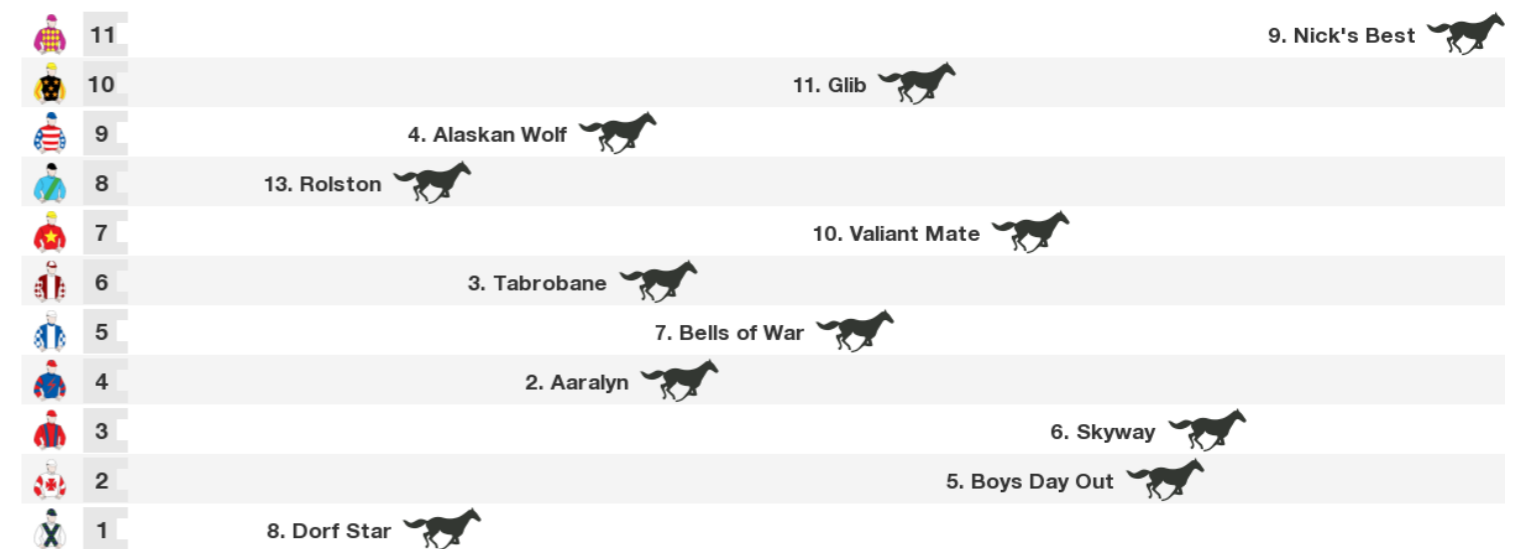 11 9. Nick's Best
10 11. Glib
9 4. Alaskan Wolf
8 13. Rolston
7 10. Valiant Mate
6 3. Tabrobane
5 7. Bells of War
4 2. Aaralyn
3 6. Skyway
2 5. Boys Day Out
1 8. Dorf Star